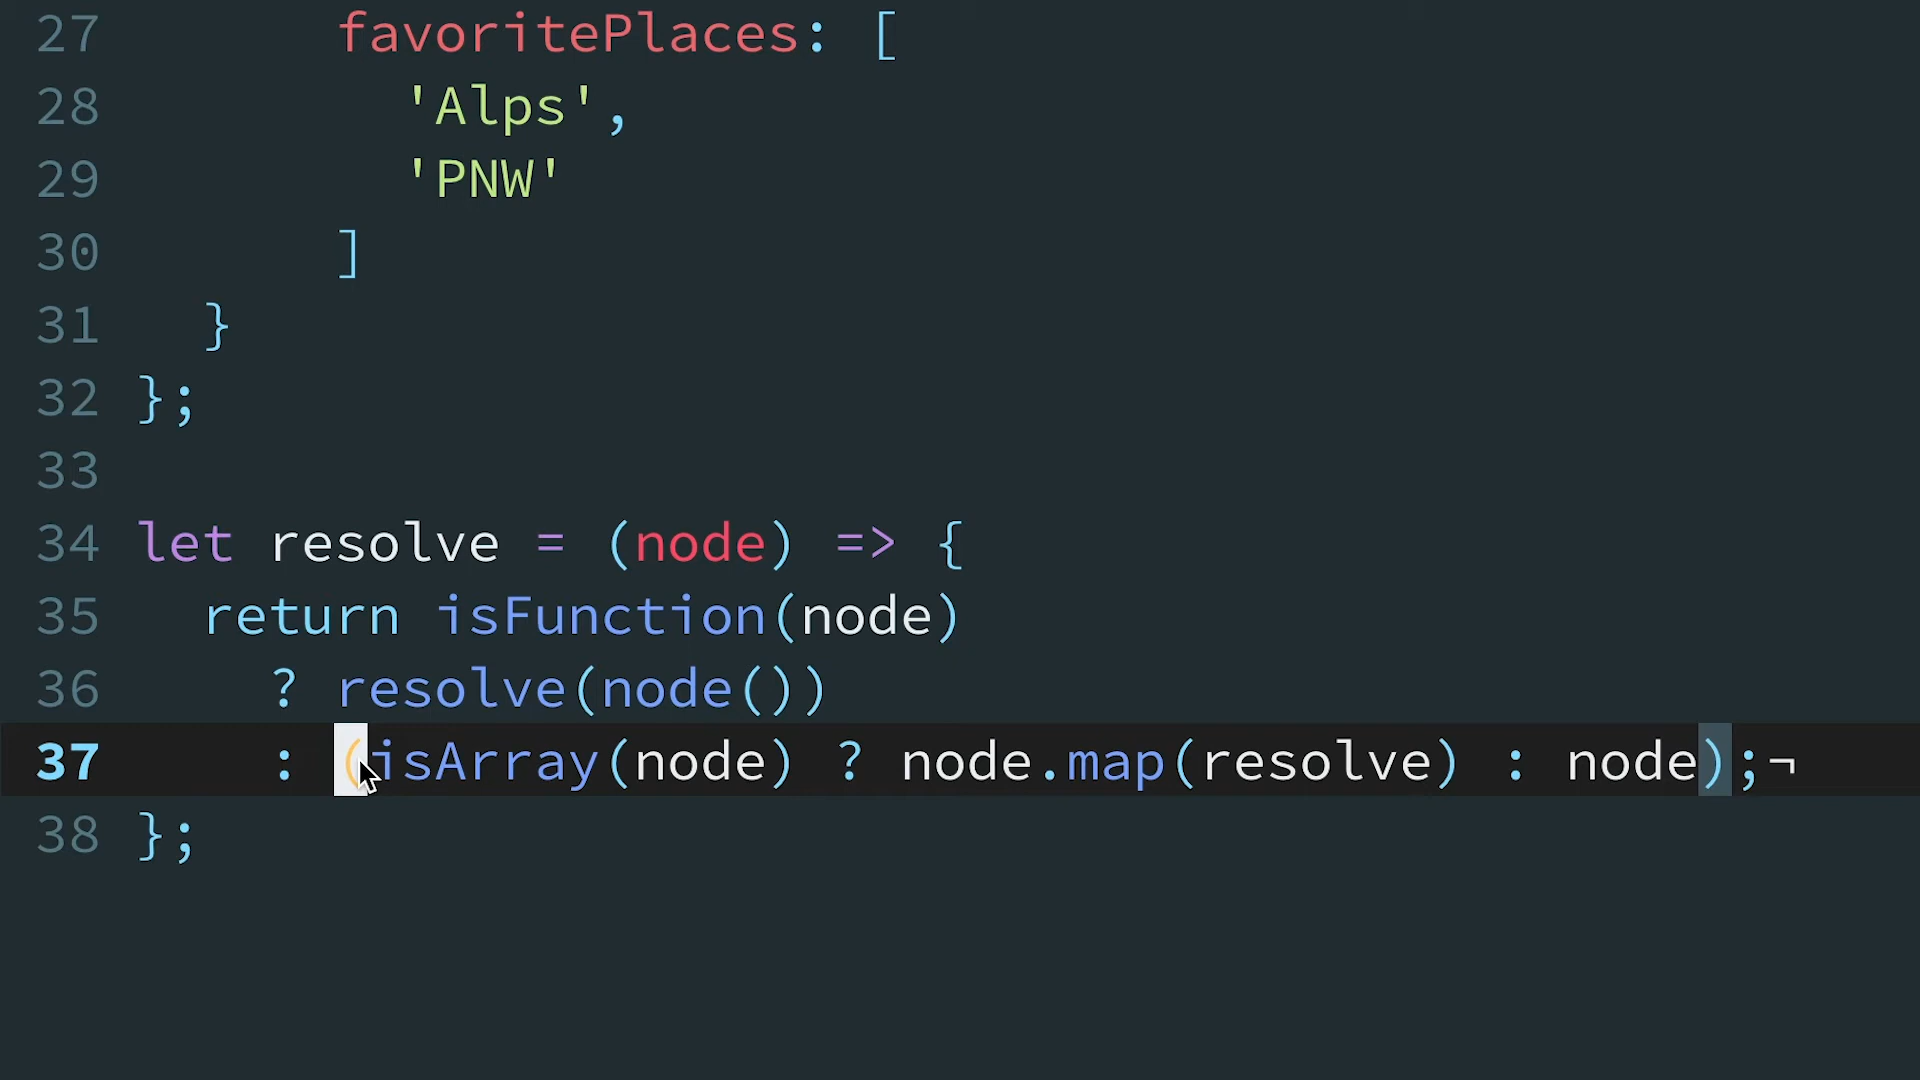 27 favoritePlaces: [
28 'Alps',
29 'PNW'
30 ]
31 }
32 };
33
34 let resolve = (node) => {
35 return isFunction(node)
36 ? resolve(node())
37 : (isArray(node) ? node.map(resolve) : node);¬
38 };